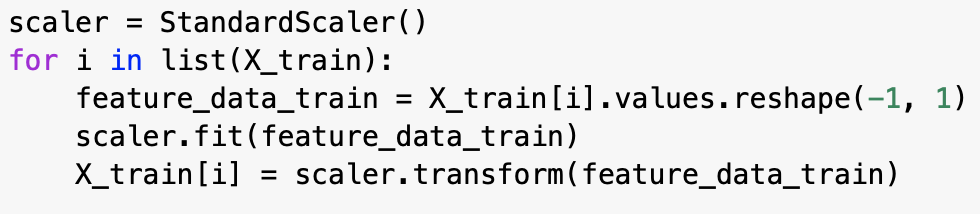 scaler = StandardScaler()
for i in list(X_train):
    feature_data_train = X_train[i].values.reshape(-1, 1)
    scaler.fit(feature_data_train)
    X_train[i] = scaler.transform(feature_data_train)